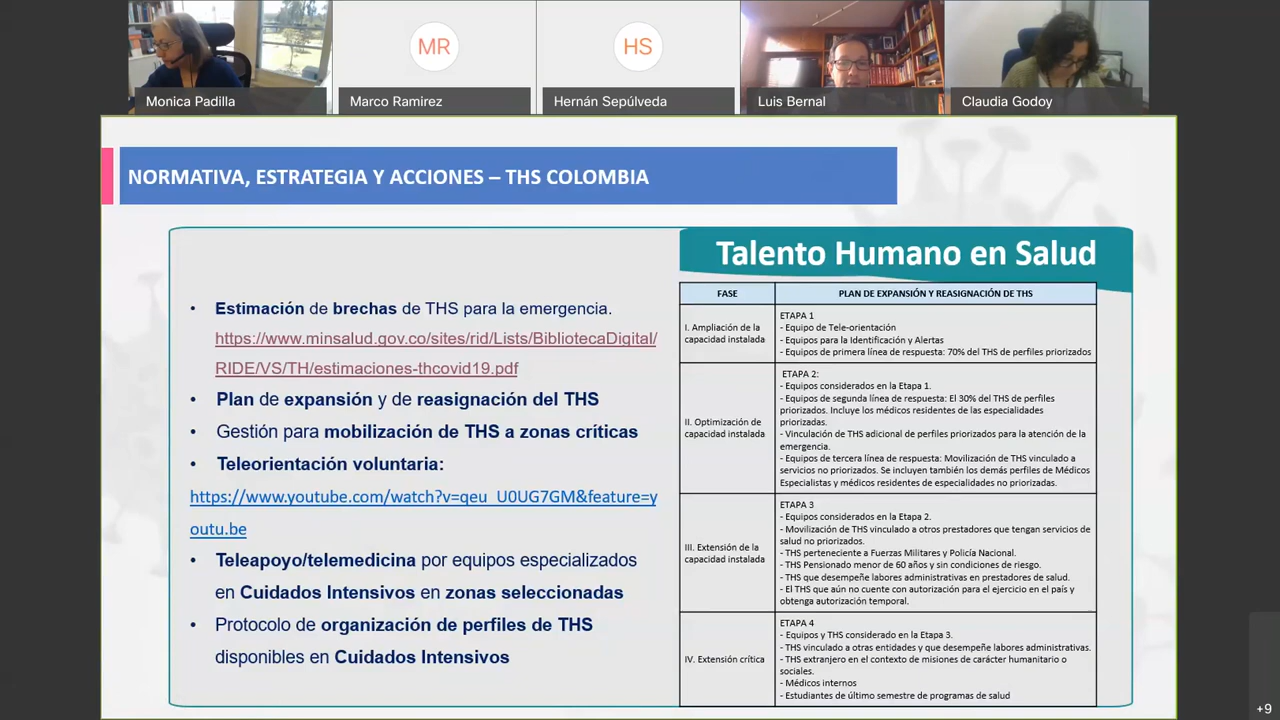 MR
HS
Monica Padilla
Marco Ramirez
Hernán Sepúlveda
Luis Bernal
Claudia Godoy
NORMATIVA, ESTRATEGIA Y ACCIONES – THS COLOMBIA
• Estimación de brechas de THS para la emergencia.
https://www.minsalud.gov.co/sites/rid/Lists/BibliotecaDigital/
RIDE/VS/TH/estimaciones-thcovid19.pdf
• Plan de expansión y de reasignación del THS
• Gestión para mobilización de THS a zonas críticas
• Teleorientación voluntaria:
https://www.youtube.com/watch?v=qeu_U0UG7GM&feature=y
outu.be
• Teleapoyo/telemedicina por equipos especializados
en Cuidados Intensivos en zonas seleccionadas
• Protocolo de organización de perfiles de THS
disponibles en Cuidados Intensivos
Talento Humano en Salud
FASE
PLAN DE EXPANSIÓN Y REASIGNACIÓN DE THS
I. Ampliación de la
capacidad instalada
ETAPA 1
- Equipo de Tele-orientación
- Equipos para la Identificación y Alertas
- Equipos de primera línea de respuesta: 70% del THS de perfiles priorizados
II. Optimización de
capacidad instalada
ETAPA 2:
- Equipos considerados en la Etapa 1.
- Equipos de segunda línea de respuesta: El 30% del THS de perfiles
priorizados. Incluye los médicos residentes de las especialidades
priorizadas.
- Vinculación de THS adicional de perfiles priorizados para la atención de la
emergencia.
- Equipos de tercera línea de respuesta: Movilización de THS vinculado a
servicios no priorizados. Se incluyen también los demás perfiles de Médicos
Especialistas y médicos residentes de especialidades no priorizadas.
III. Extensión de la
capacidad instalada
ETAPA 3
- Equipos considerados en la Etapa 2.
- Movilización de THS vinculado a otros prestadores que tengan servicios de
salud no priorizados.
- THS perteneciente a Fuerzas Militares y Policía Nacional.
- THS Pensionado menor de 60 años y sin condiciones de riesgo.
- THS que desempeñe labores administrativas en prestadores de salud.
- El THS que aún no cuente con autorización para el ejercicio en el país y
obtenga autorización temporal.
IV. Extensión crítica
ETAPA 4
- Equipos y THS considerado en la Etapa 3.
- THS vinculado a otras entidades y que desempeñe labores administrativas.
- THS extranjero en el contexto de misiones de carácter humanitario o
sociales.
- Médicos internos
- Estudiantes de último semestre de programas de salud
+9